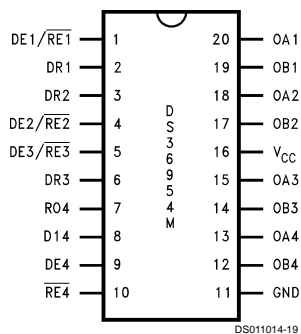 DE1/RE1 1 20 OA1
DR1 2 19 OB1
DR2 3 18 OA2
DE2/RE2 4 17 OB2
DE3/RE3 5 16 VCC
DR3 6 15 OA3
RO4 7 14 OB3
D14 8 13 OA4
DE4 9 12 OB4
RE4 10 11 GND
DS36954M
DS011014-19